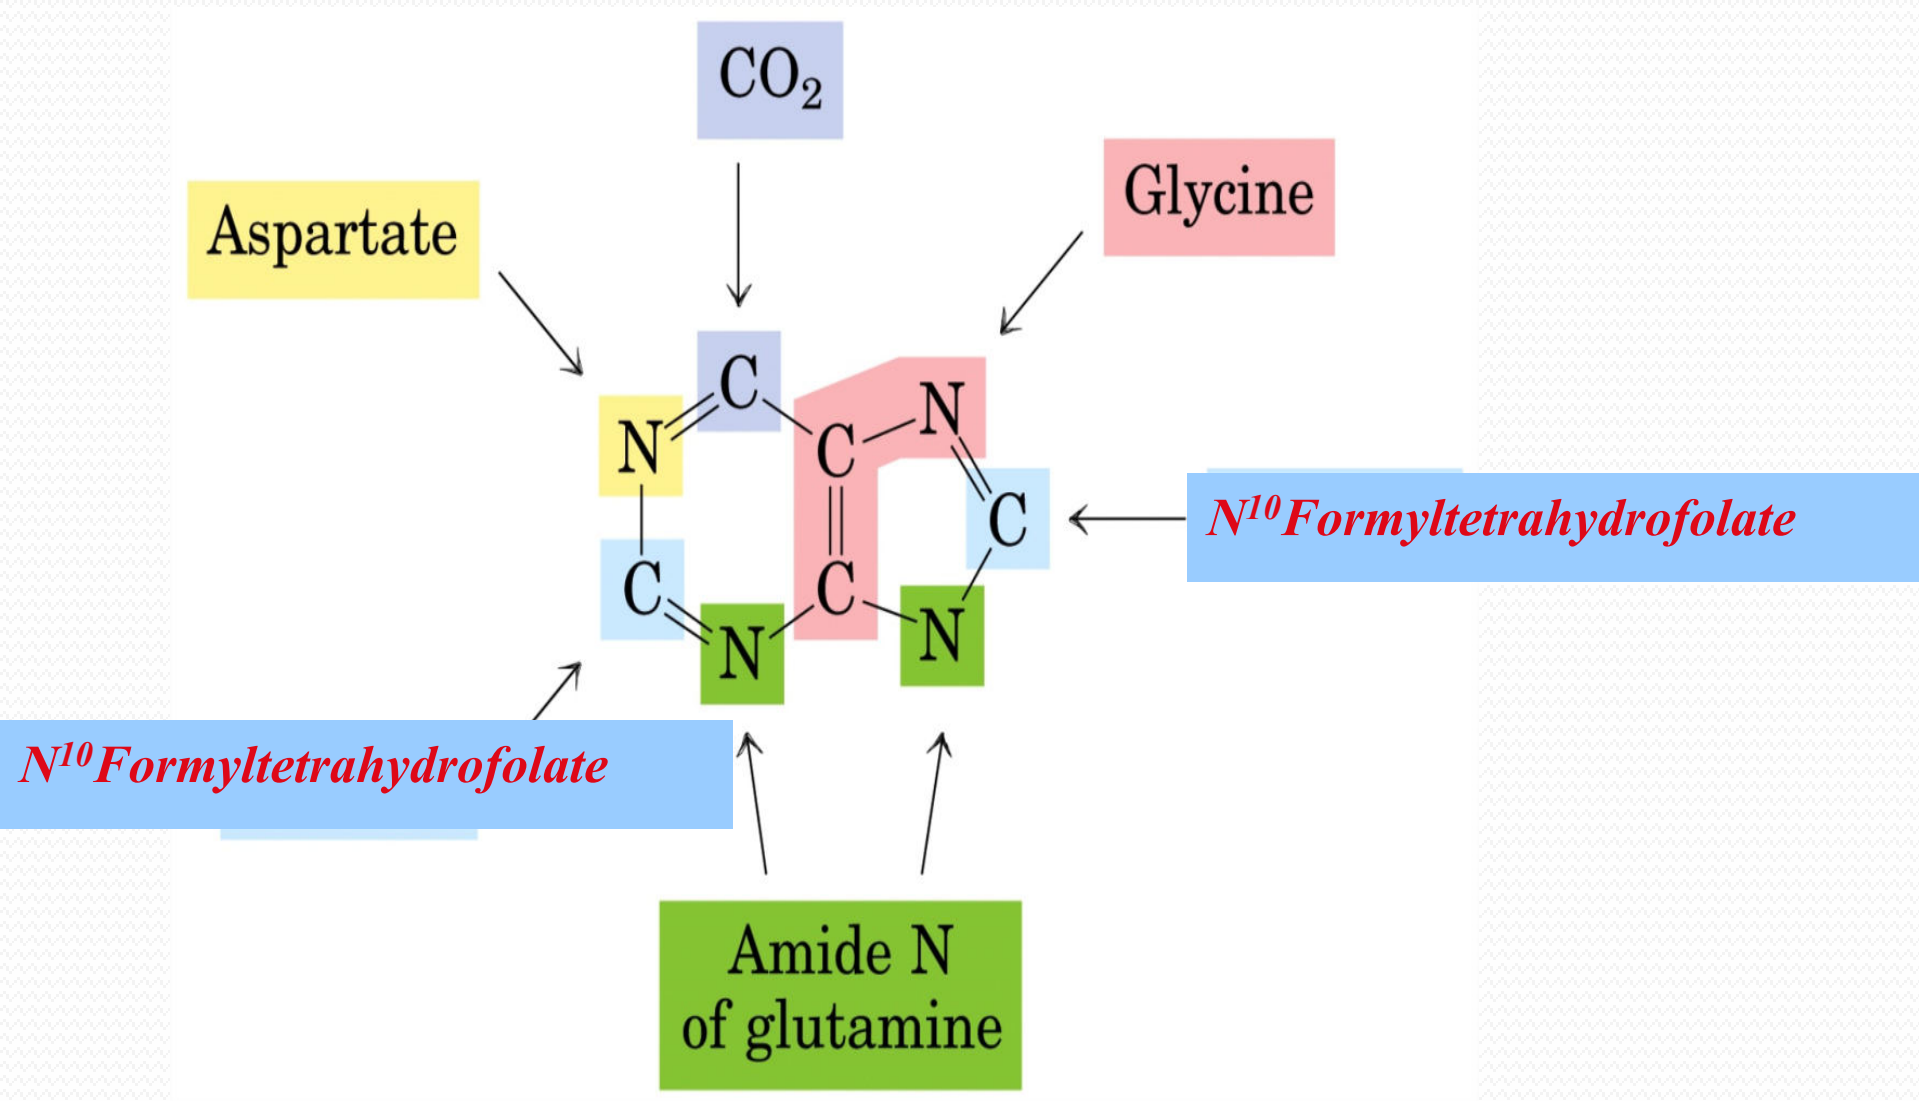 CO₂
Glycine
Aspartate
C
N
N
C
N¹⁰Formyltetrahydrofolate
C
C
C
N
N
N¹⁰Formyltetrahydrofolate
Amide N
of glutamine